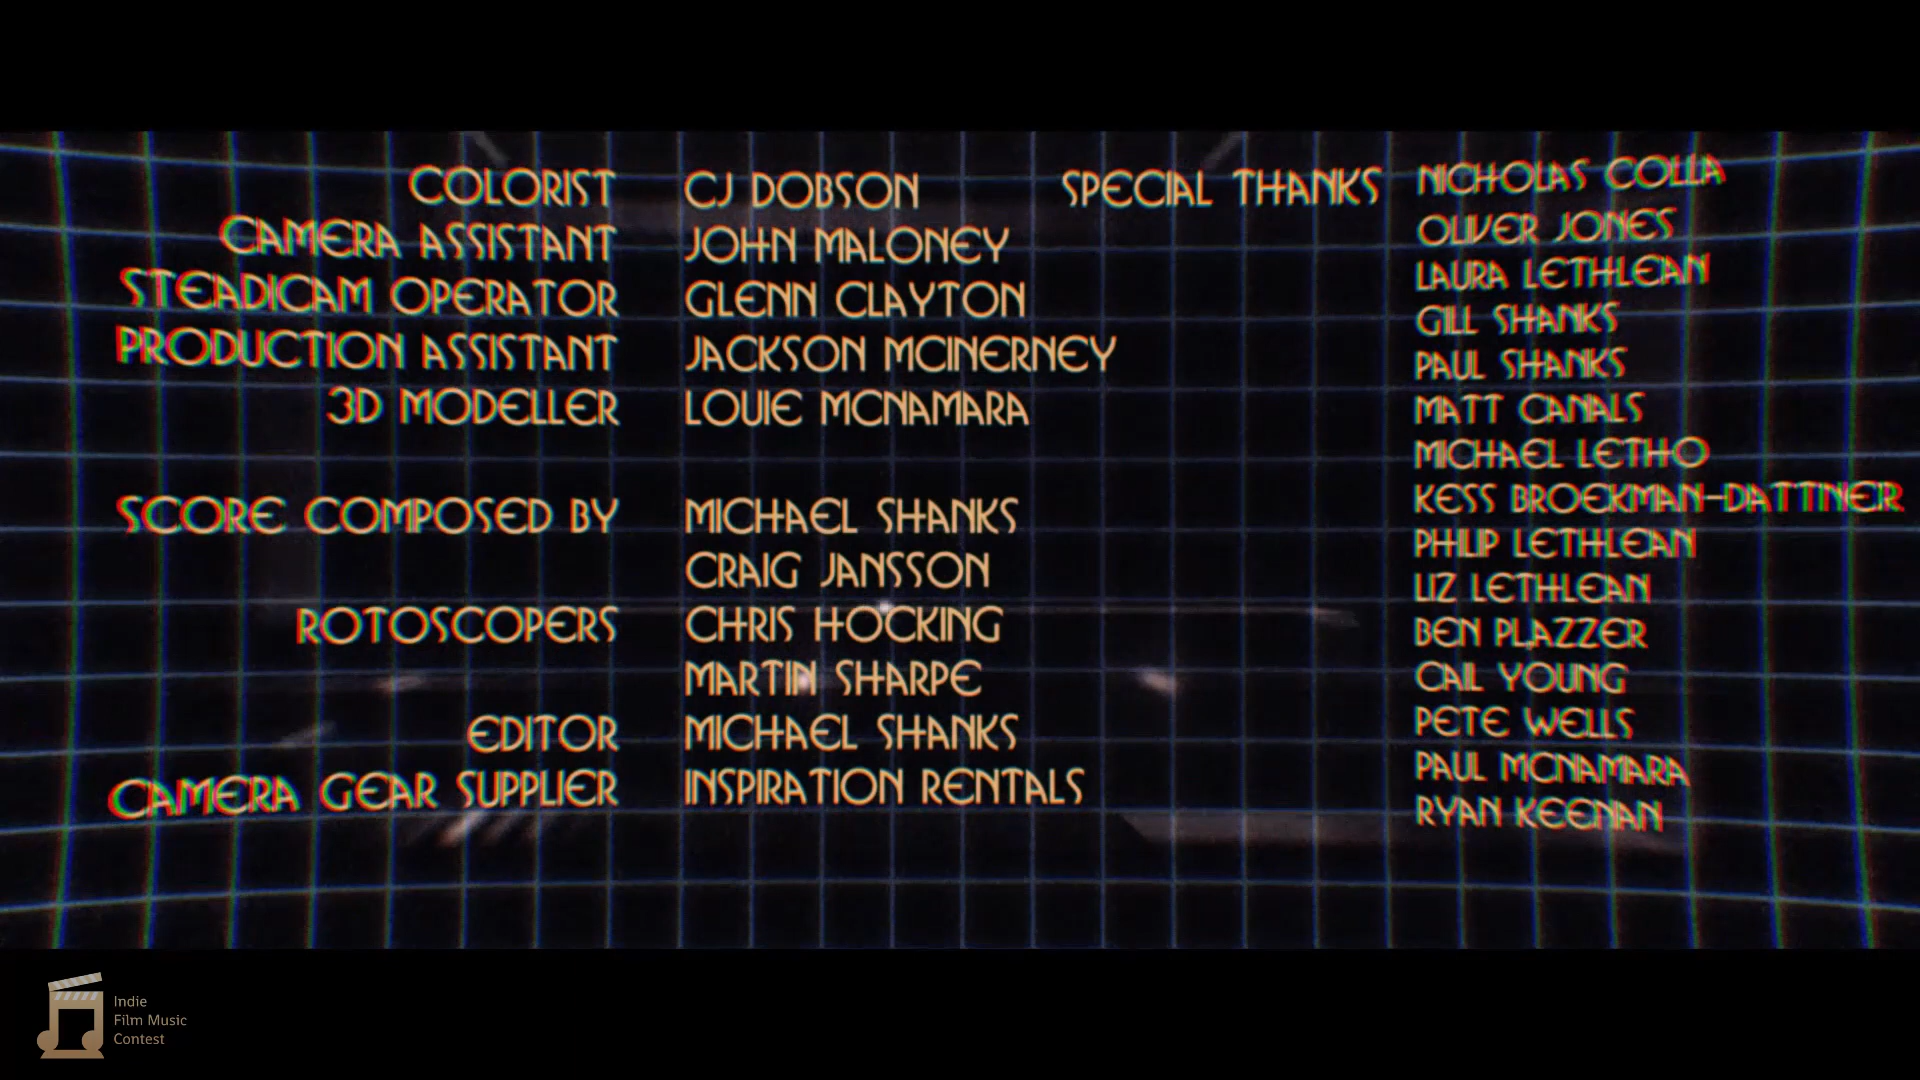 COLORIST CJ DOBSON
CAMERA ASSISTANT JOHN MALONEY
STEADICAM OPERATOR GLENN CLAYTON
PRODUCTION ASSISTANT JACKSON MCINERNEY
3D MODELLER LOUIE MCNAMARA
SCORE COMPOSED BY MICHAEL SHANKS
CRAIG JANSSON
ROTOSCOPERS CHRIS HOCKING
MARTIN SHARPE
EDITOR MICHAEL SHANKS
CAMERA GEAR SUPPLIER INSPIRATION RENTALS
SPECIAL THANKS NICHOLAS COLLA
OLIVER JONES
LAURA LETHLEAN
GILL SHANKS
PAUL SHANKS
MATT CANALS
MICHAEL LETHO
KESS BROEKMAN-DATTNER
PHILIP LETHLEAN
LIZ LETHLEAN
BEN PLAZZER
CAIL YOUNG
PETE WELLS
PAUL MCNAMARA
RYAN KEENAN
Indie
Film Music
Contest